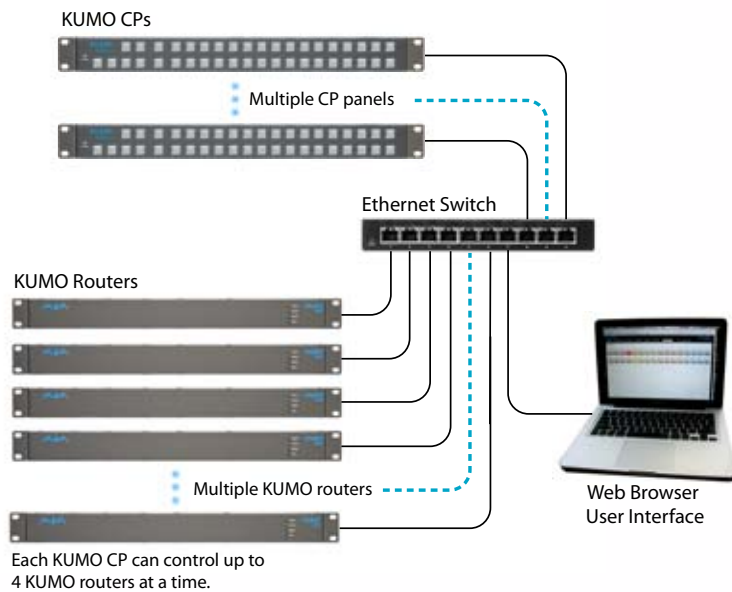 KUMO CPs
Multiple CP panels
Ethernet Switch
KUMO Routers
Multiple KUMO routers
Web Browser
User Interface
Each KUMO CP can control up to
4 KUMO routers at a time.